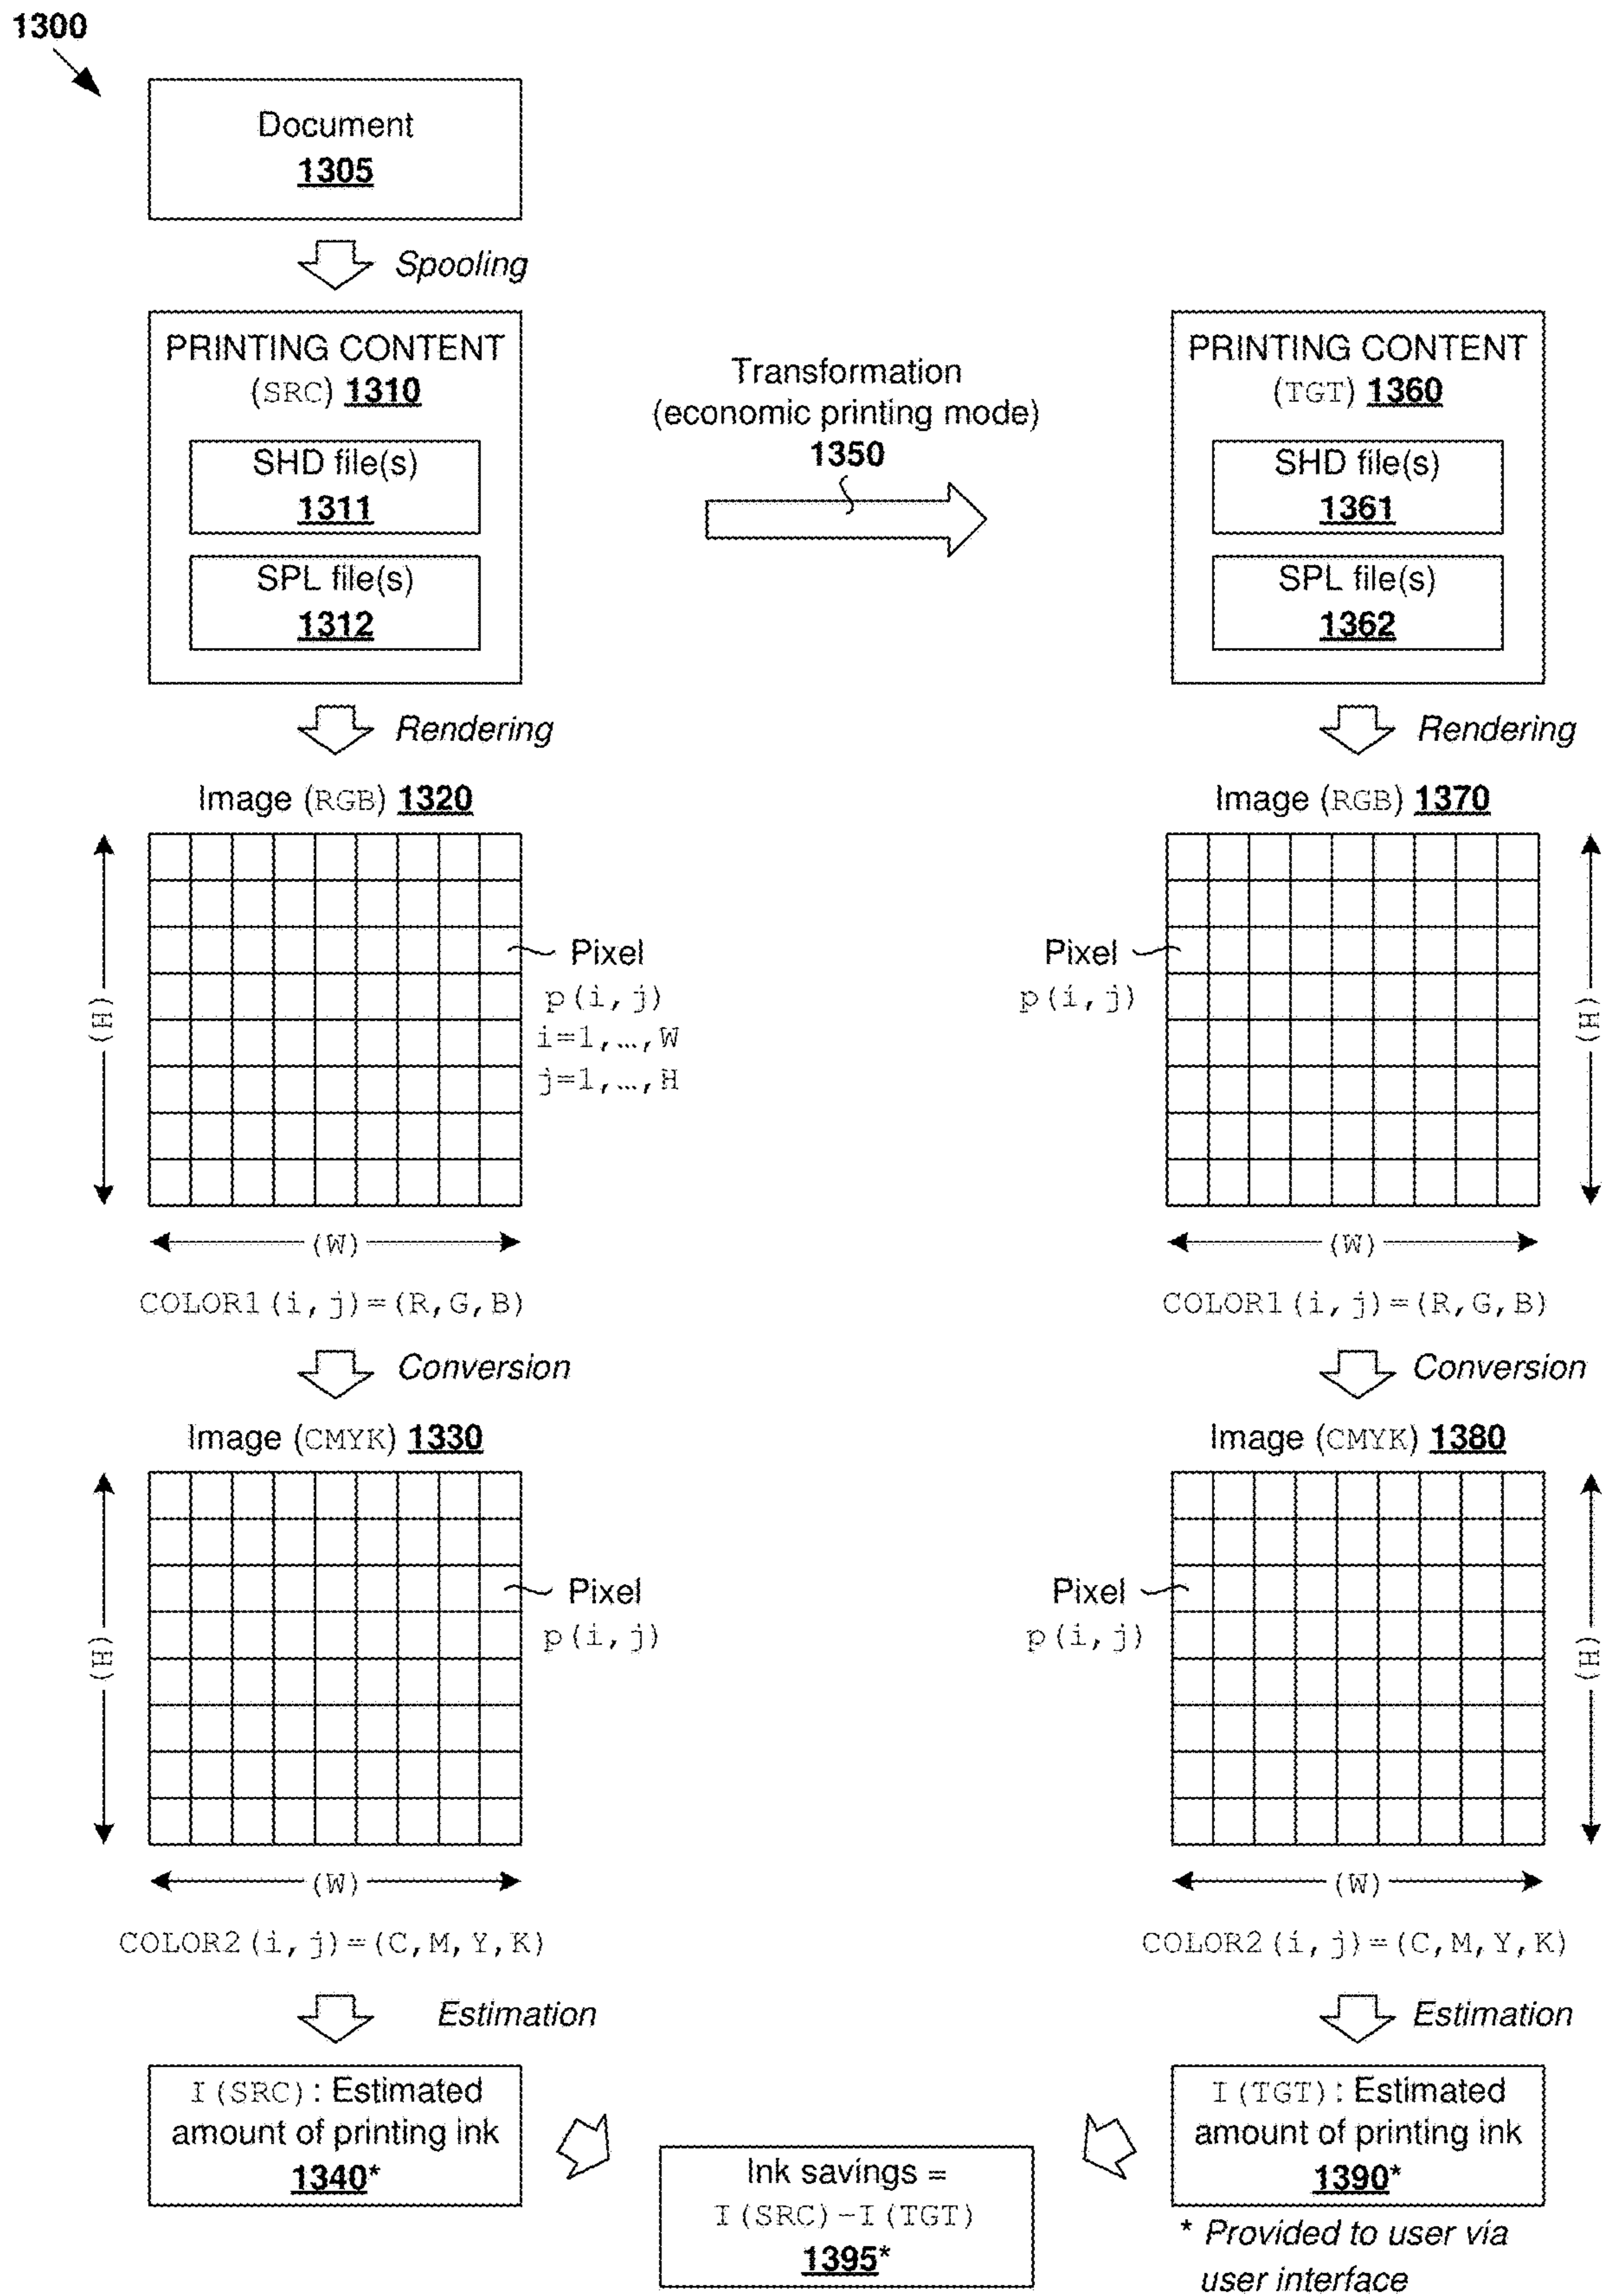 1300
Document
1305
Spooling
PRINTING CONTENT
(SRC) 1310
SHD file(s)
1311
SPL file(s)
1312
Transformation
(economic printing mode)
1350
PRINTING CONTENT
(TGT) 1360
SHD file(s)
1361
SPL file(s)
1362
Rendering
Rendering
Image (RGB) 1320
Image (RGB) 1370
(H)
Pixel
p(i,j)
i=1,…,W
j=1,…,H
Pixel
p(i,j)
(H)
(W)
(W)
COLOR1(i,j)=(R,G,B)
COLOR1(i,j)=(R,G,B)
Conversion
Conversion
Image (CMYK) 1330
Image (CMYK) 1380
(H)
Pixel
p(i,j)
Pixel
p(i,j)
(H)
(W)
(W)
COLOR2(i,j)=(C,M,Y,K)
COLOR2(i,j)=(C,M,Y,K)
Estimation
Estimation
I(SRC): Estimated
amount of printing ink
1340*
I(TGT): Estimated
amount of printing ink
1390*
Ink savings =
I(SRC)-I(TGT)
1395*
* Provided to user via
user interface